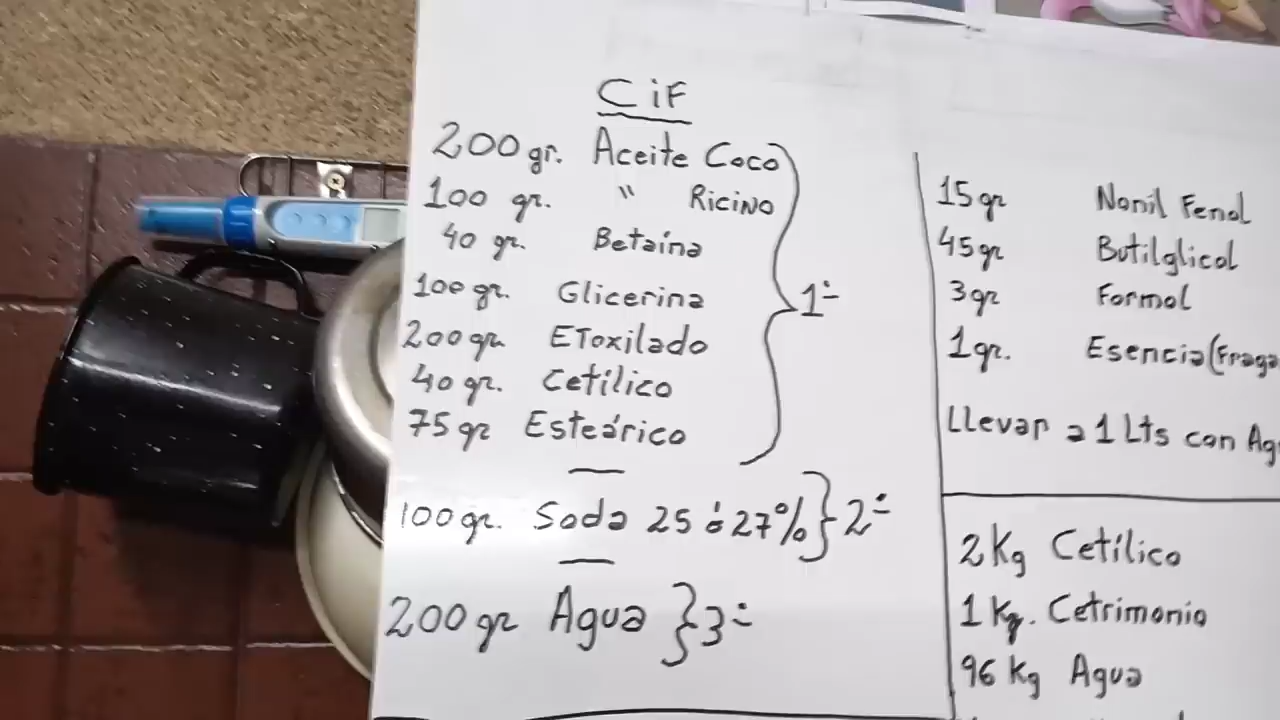 CiF
200 gr. Aceite Coco
100 gr. " Ricino
40 gr. Betaína
100 gr. Glicerina
200 gr. EToxilado
40 gr. Cetílico
75 gr Esteárico
1-
100 gr. Soda 25 ó 27% 2-
200 gr Agua 3-
15 gr Nonil Fenol
45 gr Butilglicol
3 gr Formol
1 gr. Esencia (Fraga
Llevar a 1 Lts con Ag
2 Kg Cetílico
1 Kg. Cetrimonio
96 Kg Agua